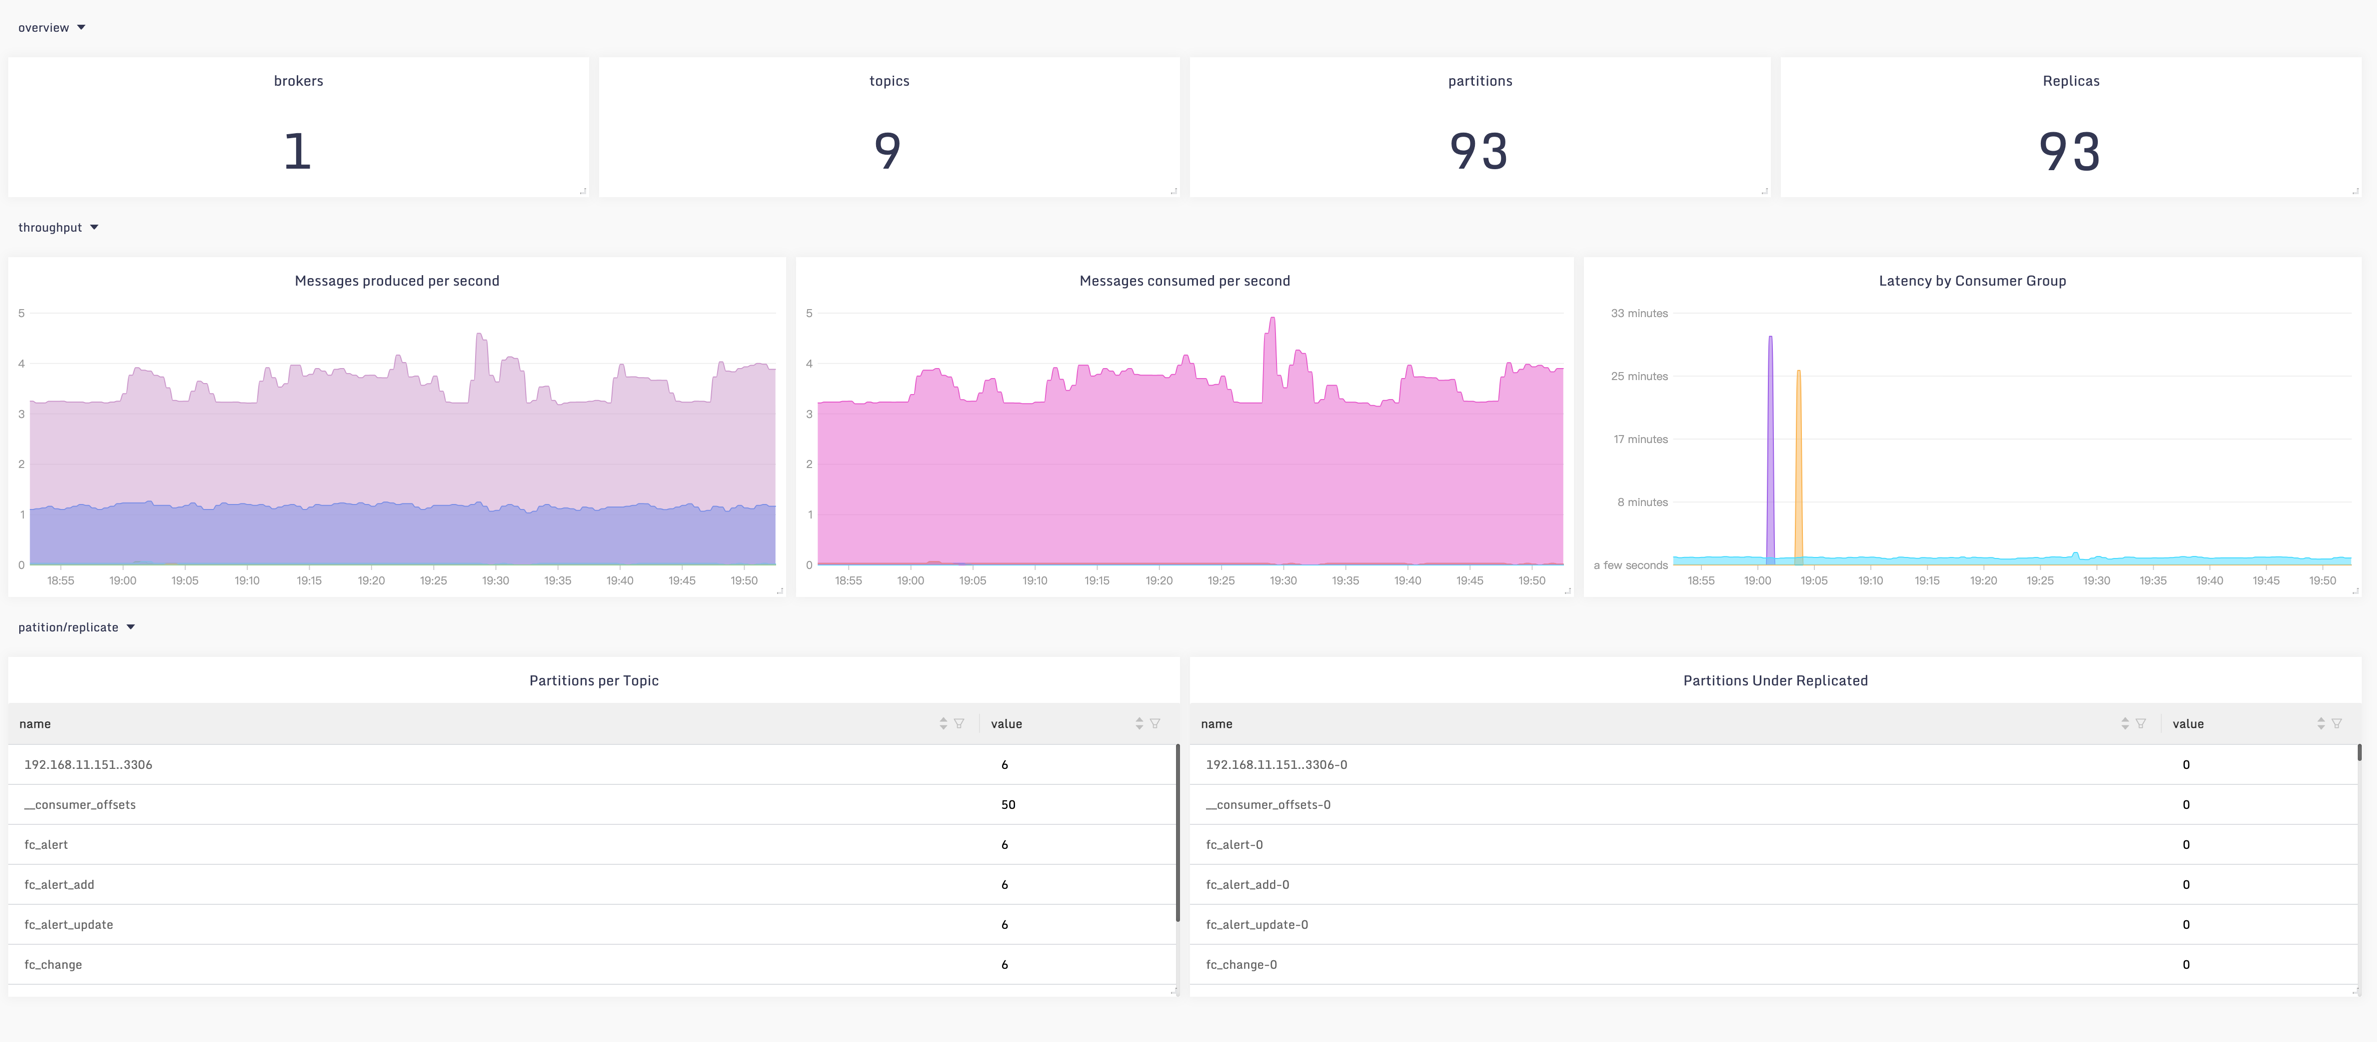 overview
brokers
1
topics
9
partitions
93
Replicas
93
throughput
Messages produced per second
5
4
3
2
1
0
18:55 19:00 19:05 19:10 19:15 19:20 19:25 19:30 19:35 19:40 19:45 19:50
Messages consumed per second
5
4
3
2
1
0
18:55 19:00 19:05 19:10 19:15 19:20 19:25 19:30 19:35 19:40 19:45 19:50
Latency by Consumer Group
33 minutes
25 minutes
17 minutes
8 minutes
a few seconds
18:55 19:00 19:05 19:10 19:15 19:20 19:25 19:30 19:35 19:40 19:45 19:50
patition/replicate
Partitions per Topic
name value
192.168.11.151..3306 6
__consumer_offsets 50
fc_alert 6
fc_alert_add 6
fc_alert_update 6
fc_change 6
Partitions Under Replicated
name value
192.168.11.151..3306-0 0
__consumer_offsets-0 0
fc_alert-0 0
fc_alert_add-0 0
fc_alert_update-0 0
fc_change-0 0